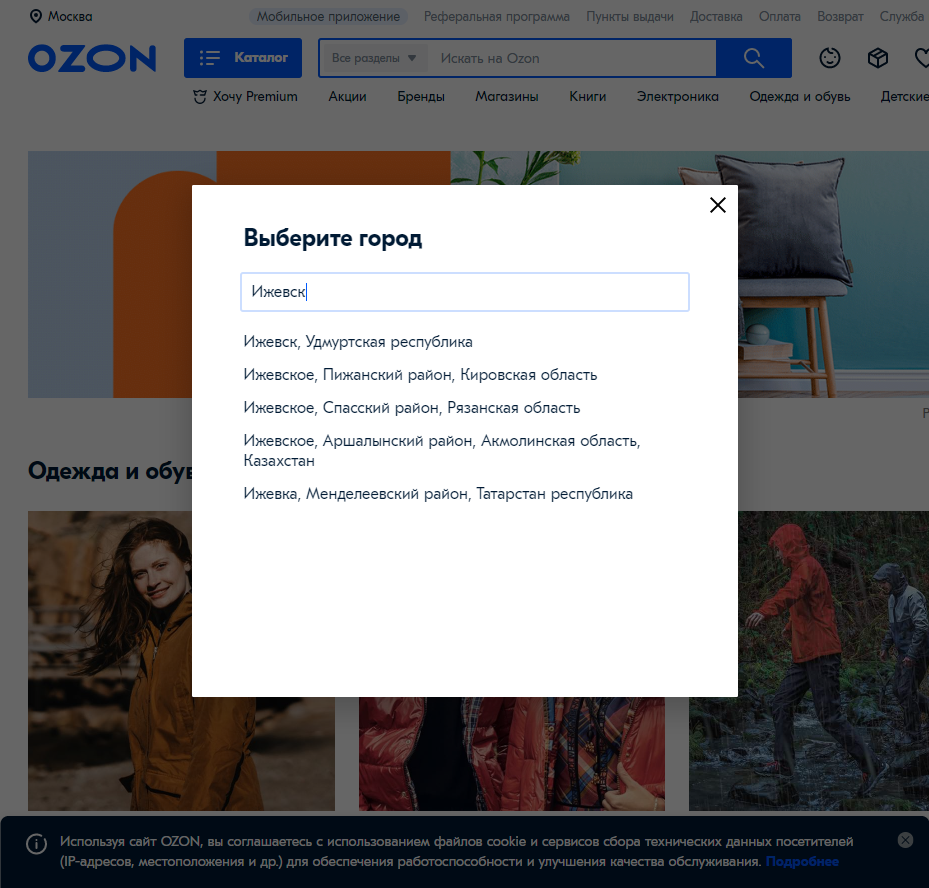 Москва
Мобильное приложение
Реферальная программа
Пункты выдачи
Доставка
Оплата
Возврат
Служба
OZON
Каталог
Все разделы
Искать на Ozon
Хочу Premium
Акции
Бренды
Магазины
Книги
Электроника
Одежда и обувь
Детские
Выберите город
Ижевск
Ижевск, Удмуртская республика
Ижевское, Пижанский район, Кировская область
Ижевское, Спасский район, Рязанская область
Ижевское, Аршалынский район, Акмолинская область,
Казахстан
Ижевка, Менделеевский район, Татарстан республика
Одежда и обув
Используя сайт OZON, вы соглашаетесь с использованием файлов cookie и сервисов сбора технических данных посетителей
(IP-адресов, местоположения и др.) для обеспечения работоспособности и улучшения качества обслуживания. Подробнее